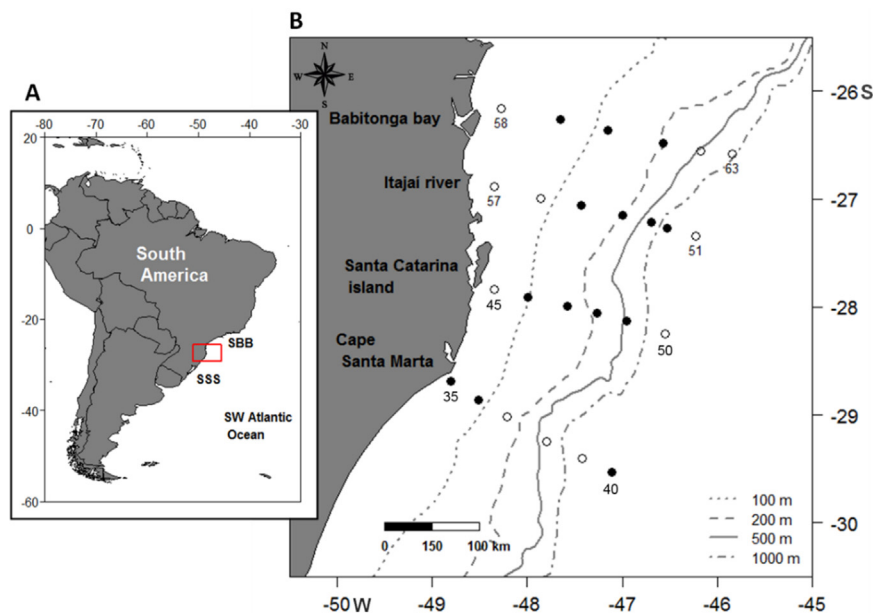 A
B
-80 -70 -60 -50 -40 -30
20
0
-20
-40
-60
South
America
SBB
SSS
SW Atlantic
Ocean
N
W E
S
Babitonga bay
Itajai river
Santa Catarina
island
Cape
Santa Marta
58
63
57
51
45
50
35
40
-26S
-27
-28
-29
-30
0 150 100 km
100 m
200 m
500 m
1000 m
-50W -49 -48 -47 -46 -45